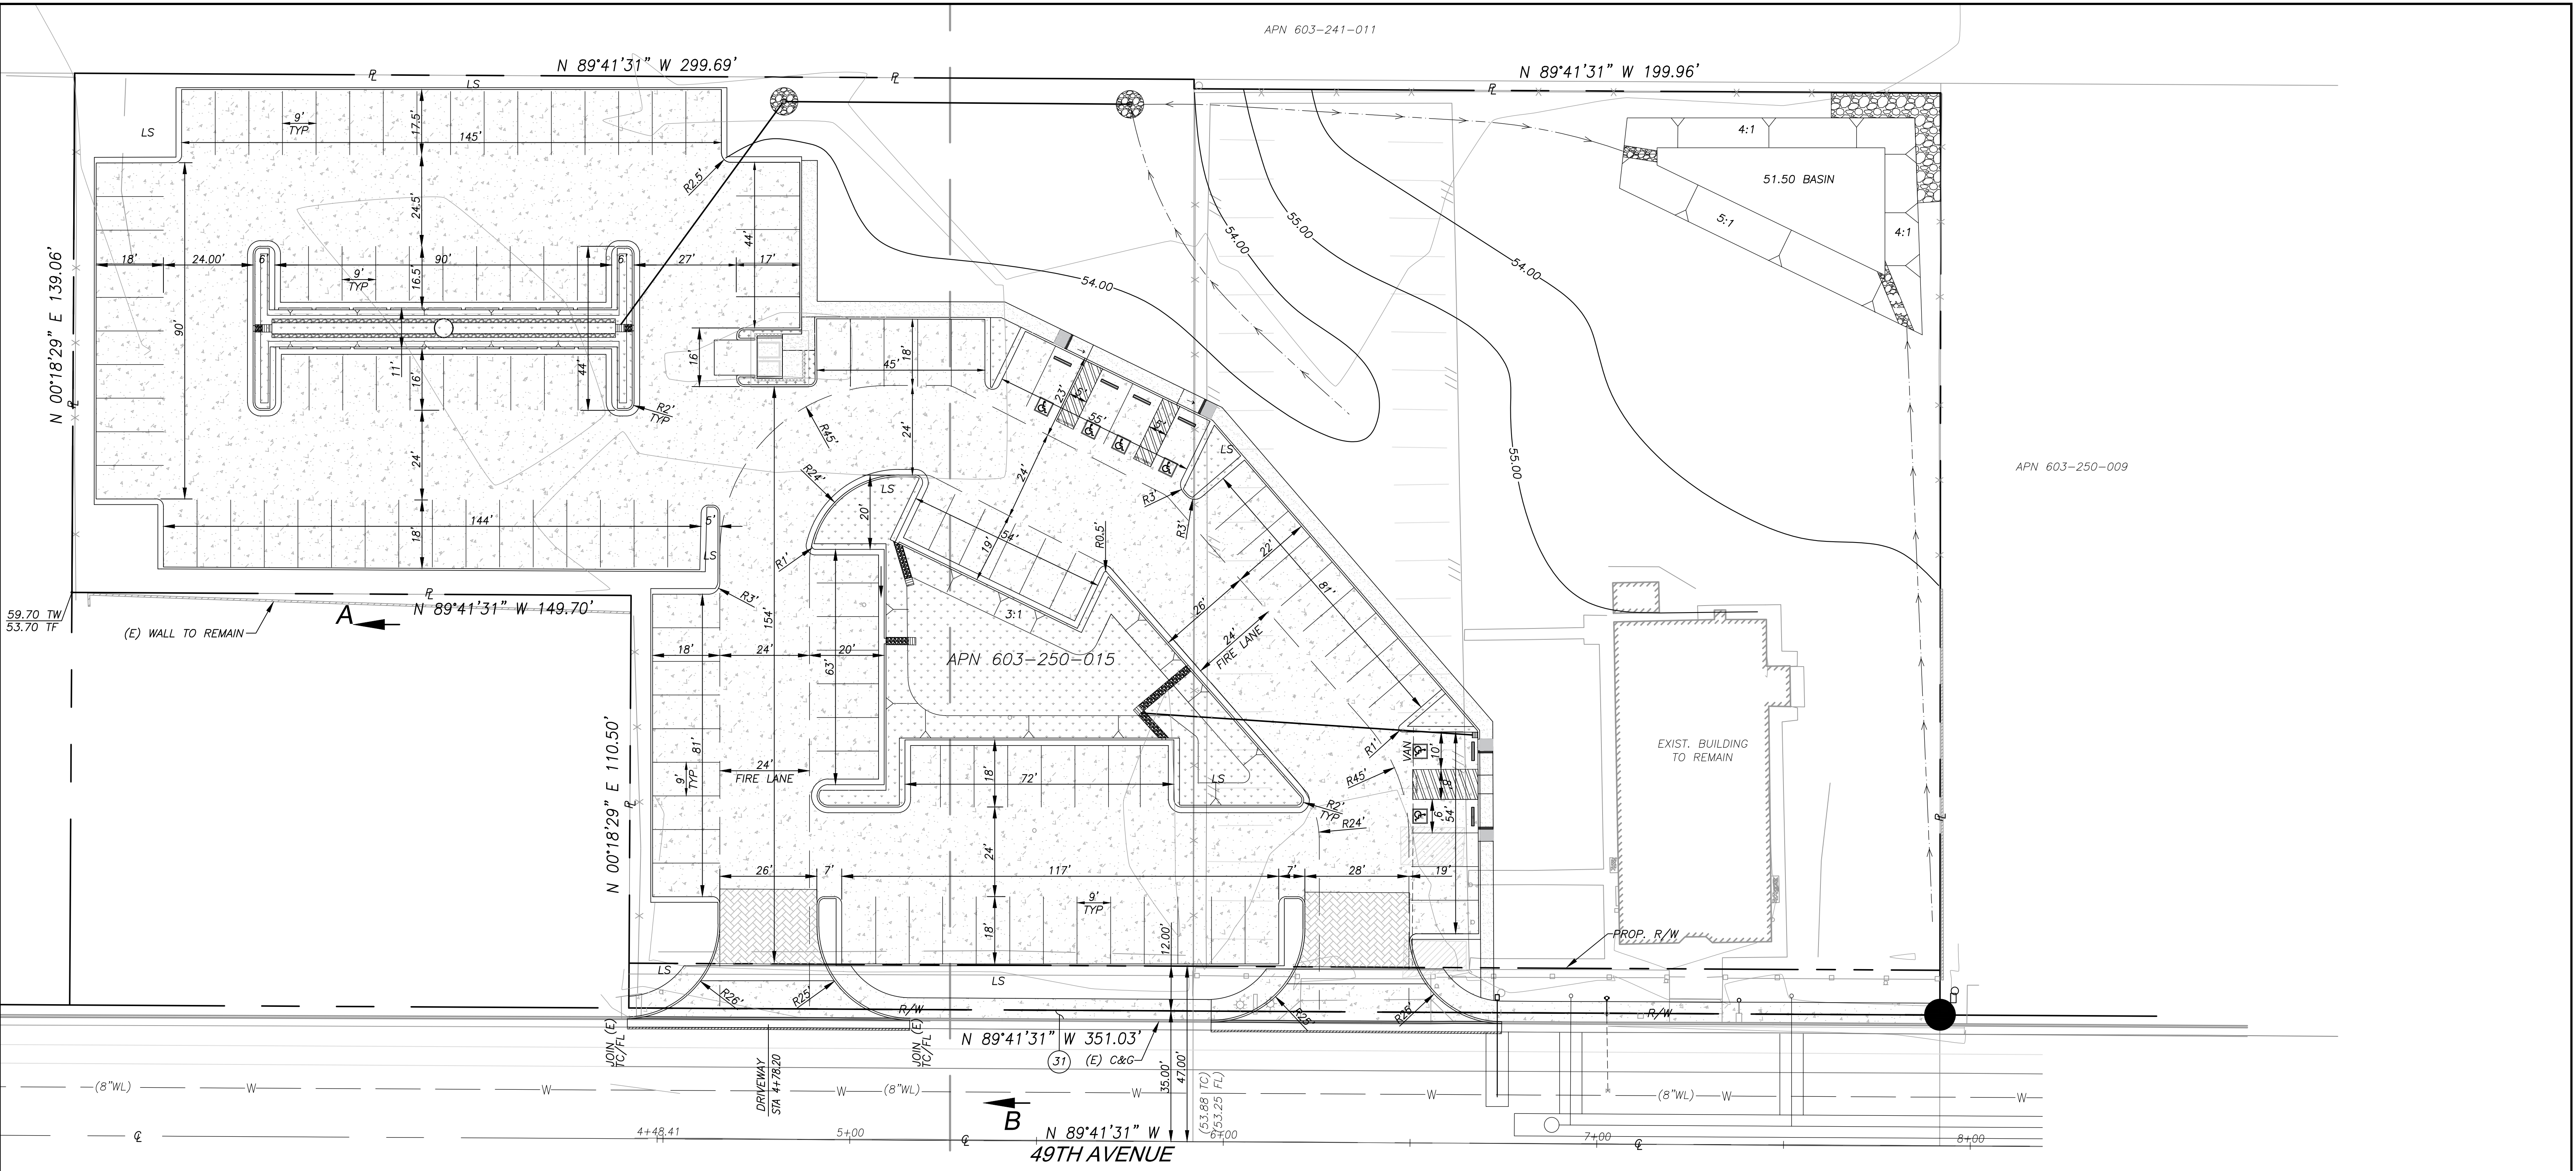 APN 603-241-011
N 89°41'31" W 299.69'
N 89°41'31" W 199.96'
LS
LS
9'
TYP
17.5'
145'
4:1
51.50 BASIN
5:1
4:1
R2.5'
24.5'
44'
54.00
55.00
54.00
54.00
N 00°18'29" E 139.06'
18'
24.00'
6'
90'
6'
27'
17'
9'
TYP
16.5'
90'
11'
16'
44'
16'
45'
18'
R2'
TYP
R45'
24'
23'
5'
55'
5'
LS
55.00
APN 603-250-009
24'
R24'
LS
20'
24'
R3'
R3'
144'
5'
18'
LS
R1'
19'
54'
R0.5'
22'
81'
26'
24'
FIRE LANE
59.70 TW
53.70 TF
(E) WALL TO REMAIN
A
N 89°41'31" W 149.70'
R3'
154'
3:1
APN 603-250-015
18'
24'
20'
63'
N 00°18'29" E 110.50'
81'
9'
TYP
24'
FIRE LANE
18'
72'
LS
R1'
R45'
VAN
10'
8'
6'
54'
R2'
TYP
R24'
EXIST. BUILDING
TO REMAIN
24'
26'
7'
117'
7'
28'
19'
9'
TYP
18'
12.00'
PROP. R/W
LS
LS
R26'
R25'
R/W
R25'
R26'
R/W
JOIN (E)
TC/FL
JOIN (E)
TC/FL
N 89°41'31" W 351.03'
31
(E) C&G
DRIVEWAY
STA 4+78.20
35.00'
47.00'
(53.88 TC)
(53.25 FL)
(8"WL)
W
W
W
(8"WL)
W
W
(8"WL)
W
W
B
4+48.41
5+00
N 89°41'31" W
6+00
7+00
8+00
49TH AVENUE